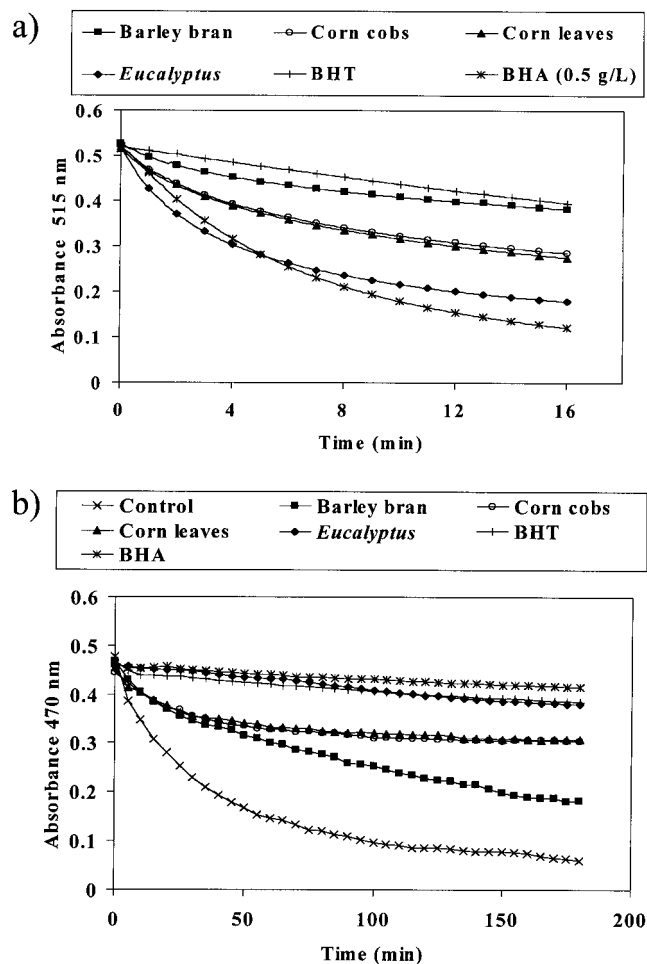 a)
Barley bran Corn cobs Corn leaves
Eucalyptus BHT BHA (0.5 g/L)
0.6
0.5
0.4
0.3
0.2
0.1
0
Absorbance 515 nm
0 4 8 12 16
Time (min)
b)
Control Barley bran Corn cobs
Corn leaves Eucalyptus BHT
BHA
0.6
0.5
0.4
0.3
0.2
0.1
0
Absorbance 470 nm
0 50 100 150 200
Time (min)